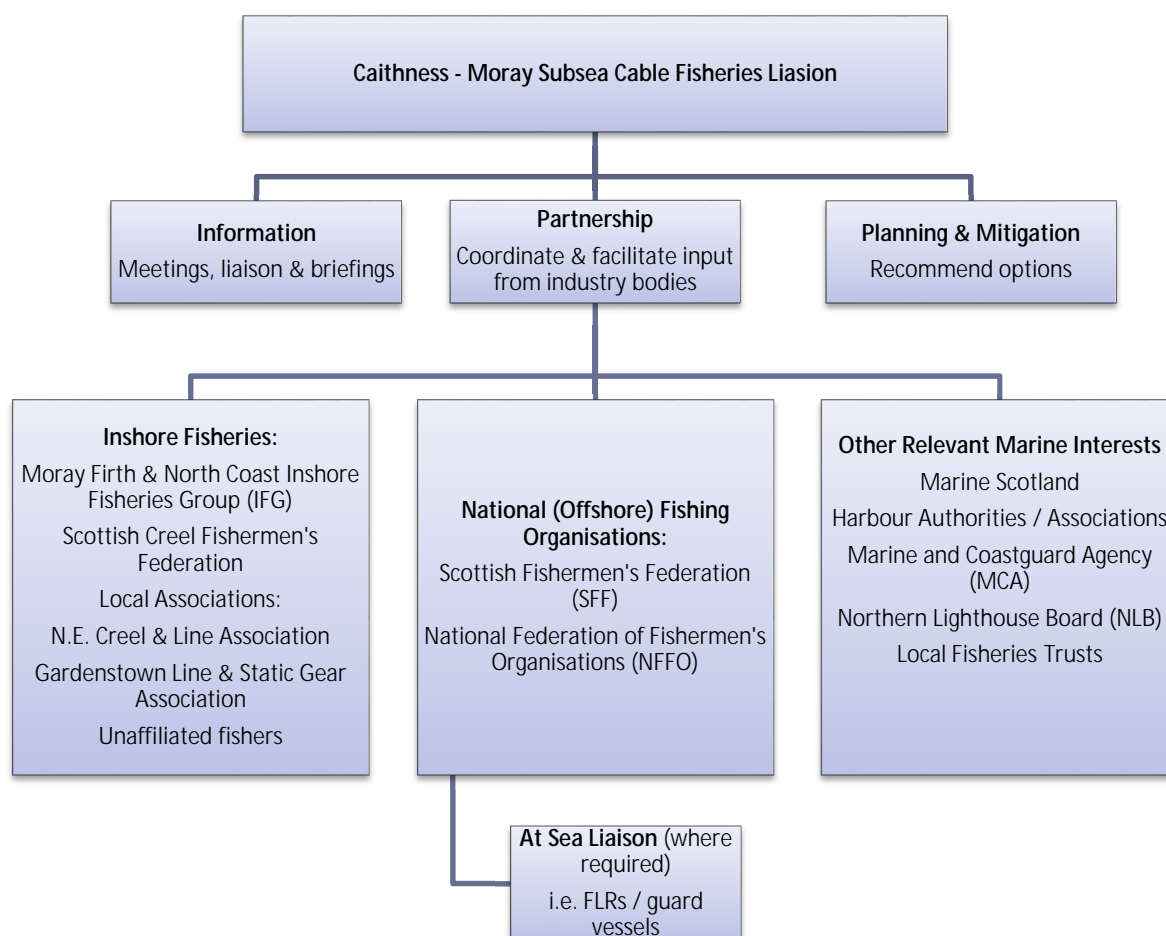 Caithness - Moray Subsea Cable Fisheries Liasion
Information
Meetings, liaison & briefings
Partnership
Coordinate & facilitate input
from industry bodies
Planning & Mitigation
Recommend options
Inshore Fisheries:
Moray Firth & North Coast Inshore
Fisheries Group (IFG)
Scottish Creel Fishermen's
Federation
Local Associations:
N.E. Creel & Line Association
Gardenstown Line & Static Gear
Association
Unaffiliated fishers
National (Offshore) Fishing
Organisations:
Scottish Fishermen's Federation
(SFF)
National Federation of Fishermen's
Organisations (NFFO)
Other Relevant Marine Interests
Marine Scotland
Harbour Authorities / Associations
Marine and Coastguard Agency
(MCA)
Northern Lighthouse Board (NLB)
Local Fisheries Trusts
At Sea Liaison (where
required)
i.e. FLRs / guard
vessels